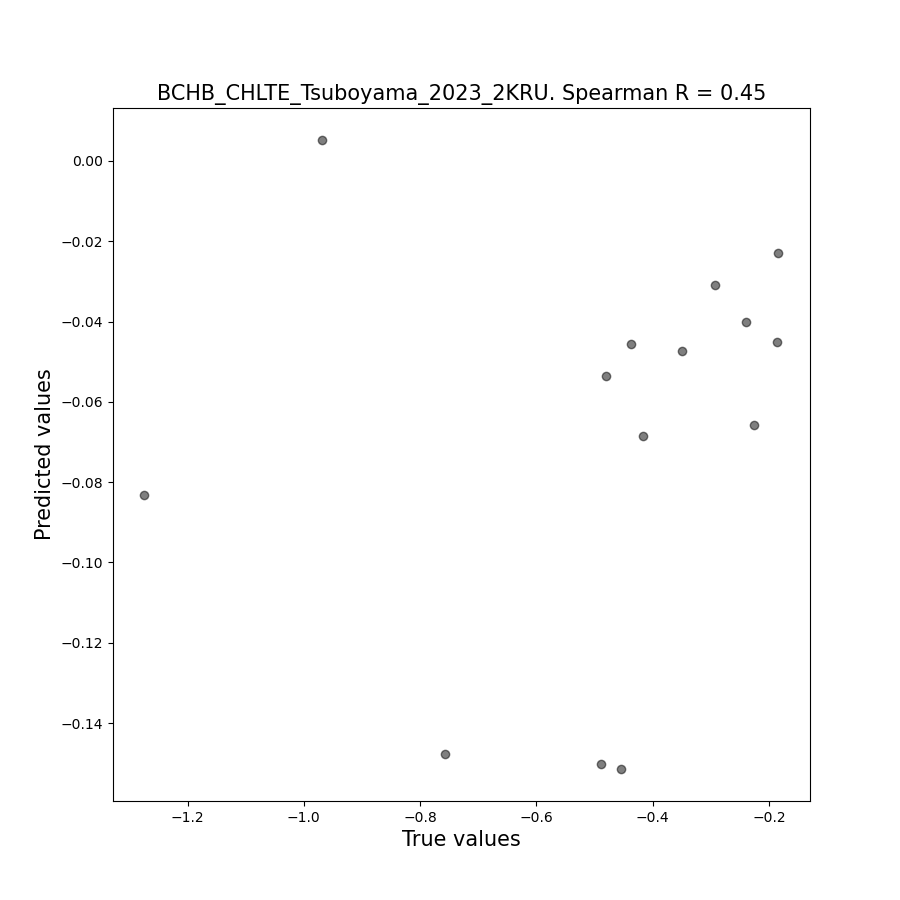 BCHB_CHLTE_Tsuboyama_2023_2KRU. Spearman R = 0.45
0.00
−0.02
−0.04
−0.06
−0.08
−0.10
−0.12
−0.14
Predicted values
−1.2 −1.0 −0.8 −0.6 −0.4 −0.2
True values